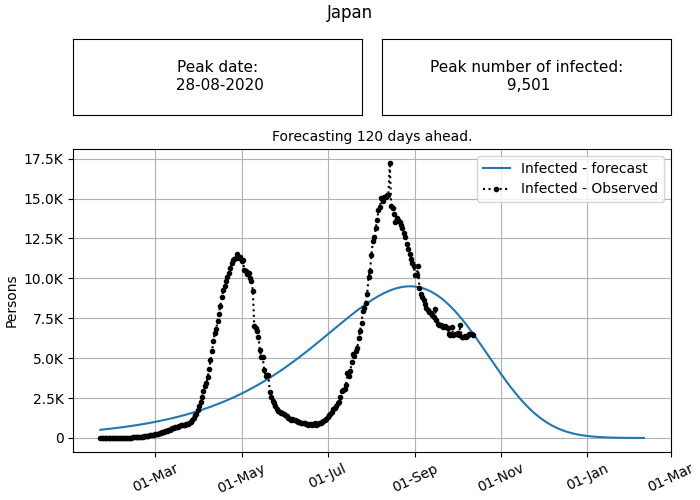 Japan
Peak date:
28-08-2020
Peak number of infected:
9,501
Forecasting 120 days ahead.
17.5K
15.0K
12.5K
10.0K
7.5K
5.0K
2.5K
0
Persons
Infected - forecast
Infected - Observed
01-Mar
01-May
01-Jul
01-Sep
01-Nov
01-Jan
01-Mar